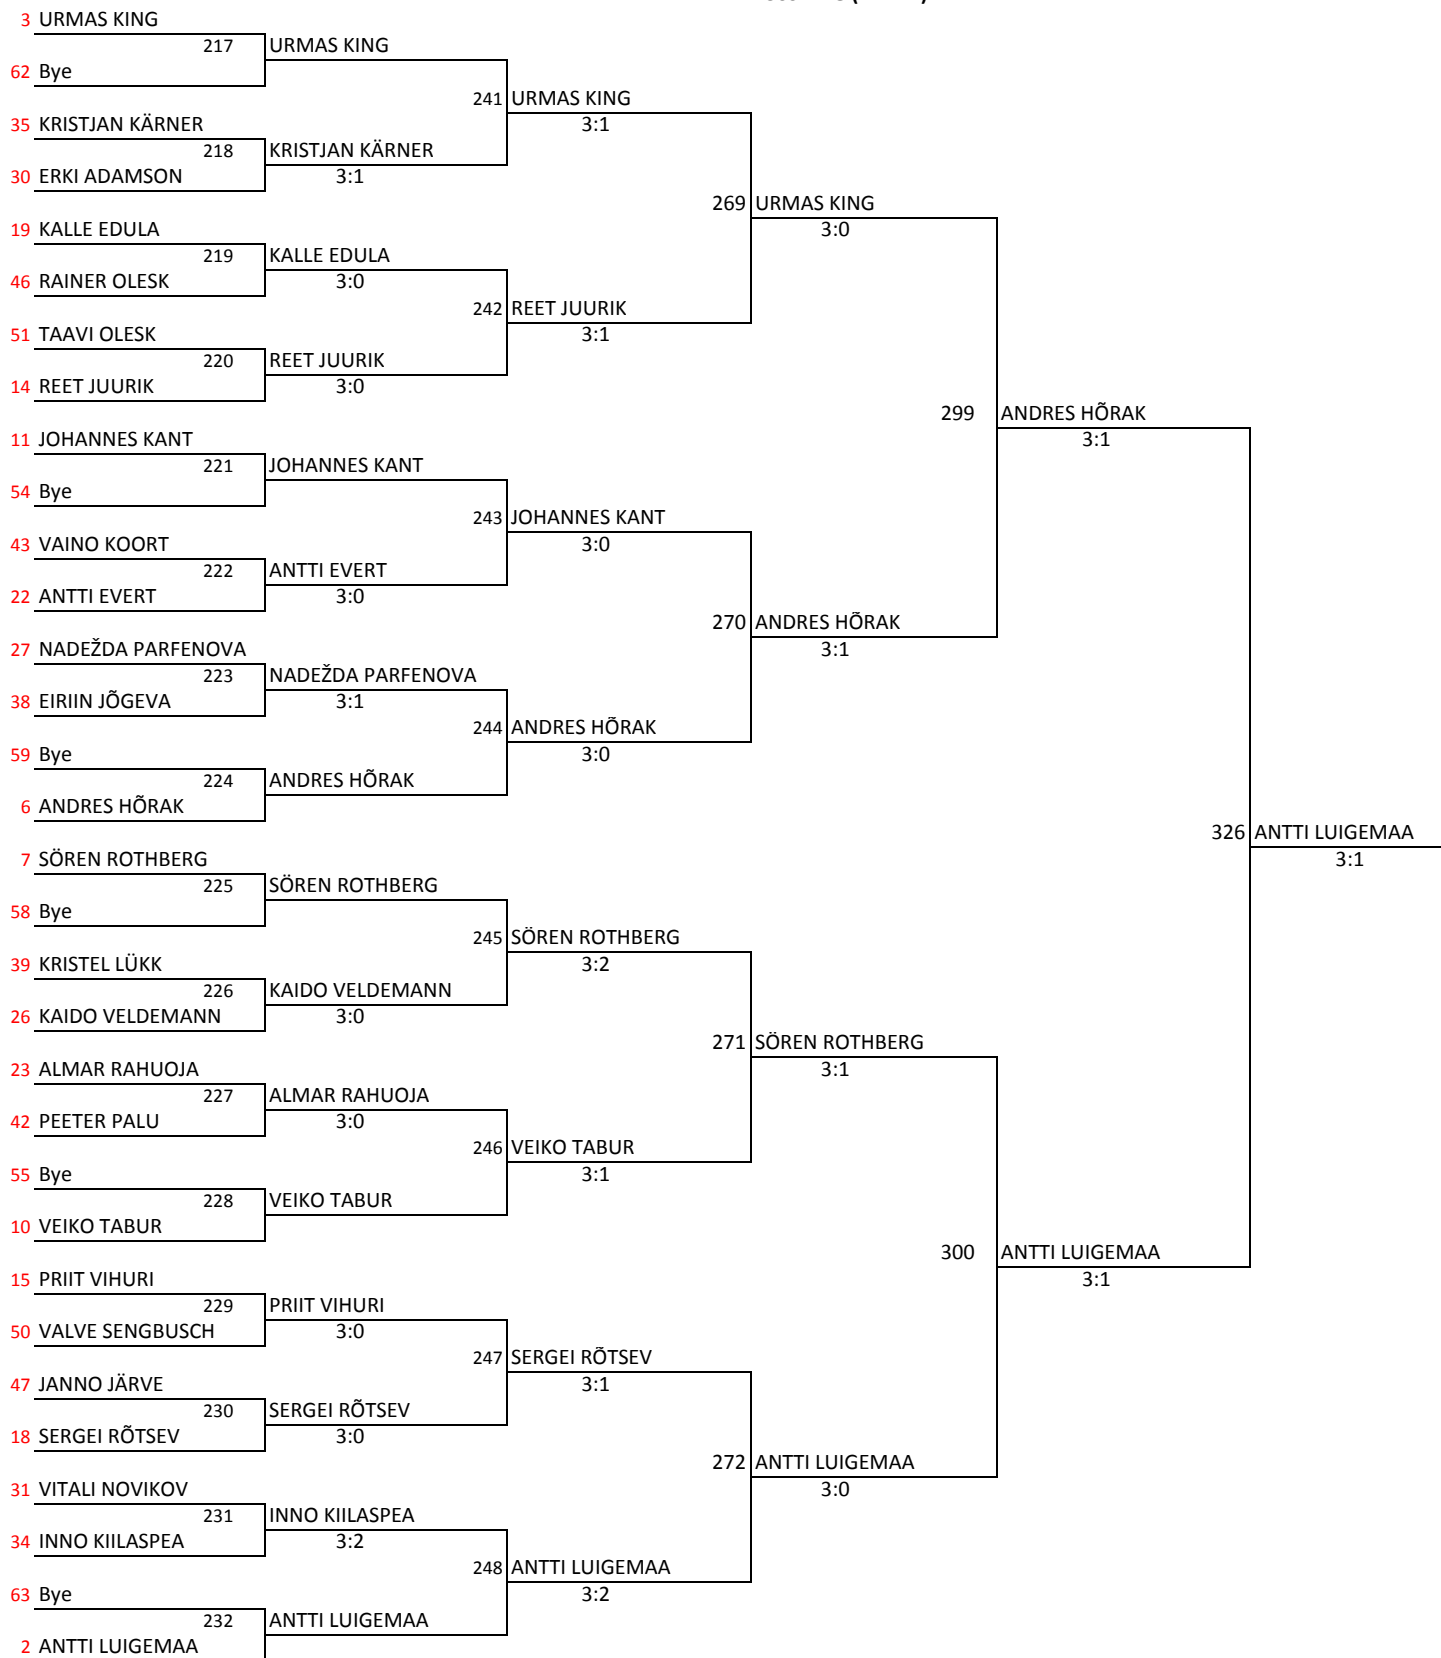 3 URMAS KING
217 URMAS KING
62 Bye
241 URMAS KING
35 KRISTJAN KÄRNER
3:1
218 KRISTJAN KÄRNER
30 ERKI ADAMSON
3:1
269 URMAS KING
19 KALLE EDULA
3:0
219 KALLE EDULA
46 RAINER OLESK
3:0
242 REET JUURIK
51 TAAVI OLESK
3:1
220 REET JUURIK
14 REET JUURIK
3:0
299 ANDRES HÕRAK
11 JOHANNES KANT
3:1
221 JOHANNES KANT
54 Bye
243 JOHANNES KANT
43 VAINO KOORT
3:0
222 ANTTI EVERT
22 ANTTI EVERT
3:0
270 ANDRES HÕRAK
27 NADEŽDA PARFENOVA
3:1
223 NADEŽDA PARFENOVA
38 EIRIIN JÕGEVA
3:1
244 ANDRES HÕRAK
59 Bye
3:0
224 ANDRES HÕRAK
6 ANDRES HÕRAK
326 ANTTI LUIGEMAA
7 SÖREN ROTHBERG
3:1
225 SÖREN ROTHBERG
58 Bye
245 SÖREN ROTHBERG
39 KRISTEL LÜKK
3:2
226 KAIDO VELDEMANN
26 KAIDO VELDEMANN
3:0
271 SÖREN ROTHBERG
23 ALMAR RAHUOJA
3:1
227 ALMAR RAHUOJA
42 PEETER PALU
3:0
246 VEIKO TABUR
55 Bye
3:1
228 VEIKO TABUR
10 VEIKO TABUR
300 ANTTI LUIGEMAA
15 PRIIT VIHURI
3:1
229 PRIIT VIHURI
50 VALVE SENGBUSCH
3:0
247 SERGEI RÕTSEV
47 JANNO JÄRVE
3:1
230 SERGEI RÕTSEV
18 SERGEI RÕTSEV
3:0
272 ANTTI LUIGEMAA
31 VITALI NOVIKOV
3:0
231 INNO KIILASPEA
34 INNO KIILASPEA
3:2
248 ANTTI LUIGEMAA
63 Bye
3:2
232 ANTTI LUIGEMAA
2 ANTTI LUIGEMAA